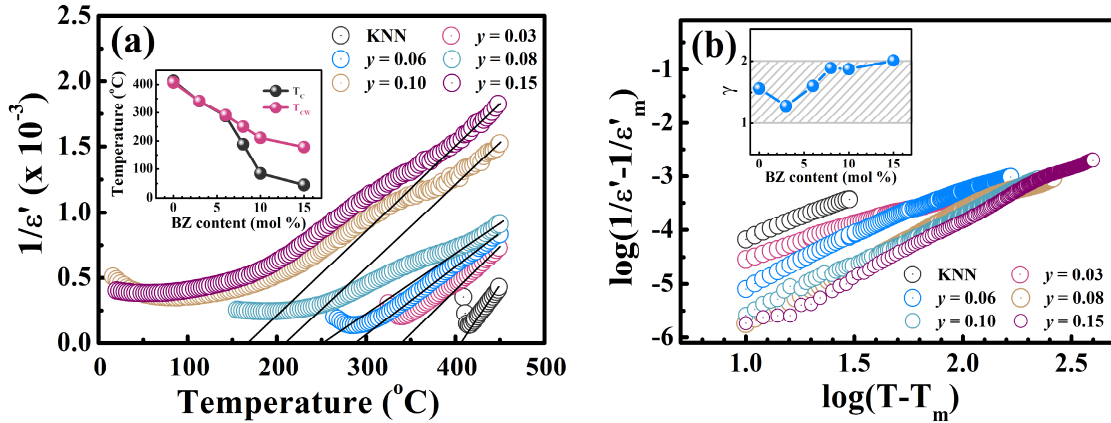 (a)
KNN
y = 0.03
y = 0.06
y = 0.08
y = 0.10
y = 0.15
1/ε' (x 10⁻³)
2.5
2.0
1.5
1.0
0.5
0.0
0
100
200
300
400
500
Temperature (°C)
Temperature (°C)
400
300
200
100
0
T_C
T_CW
0
5
10
15
BZ content (mol %)
(b)
log(1/ε'-1/ε'ₘ)
-1
-2
-3
-4
-5
-6
1.0
1.5
2.0
2.5
log(T-Tₘ)
γ
2
1
0
5
10
15
BZ content (mol %)
KNN
y = 0.03
y = 0.06
y = 0.08
y = 0.10
y = 0.15